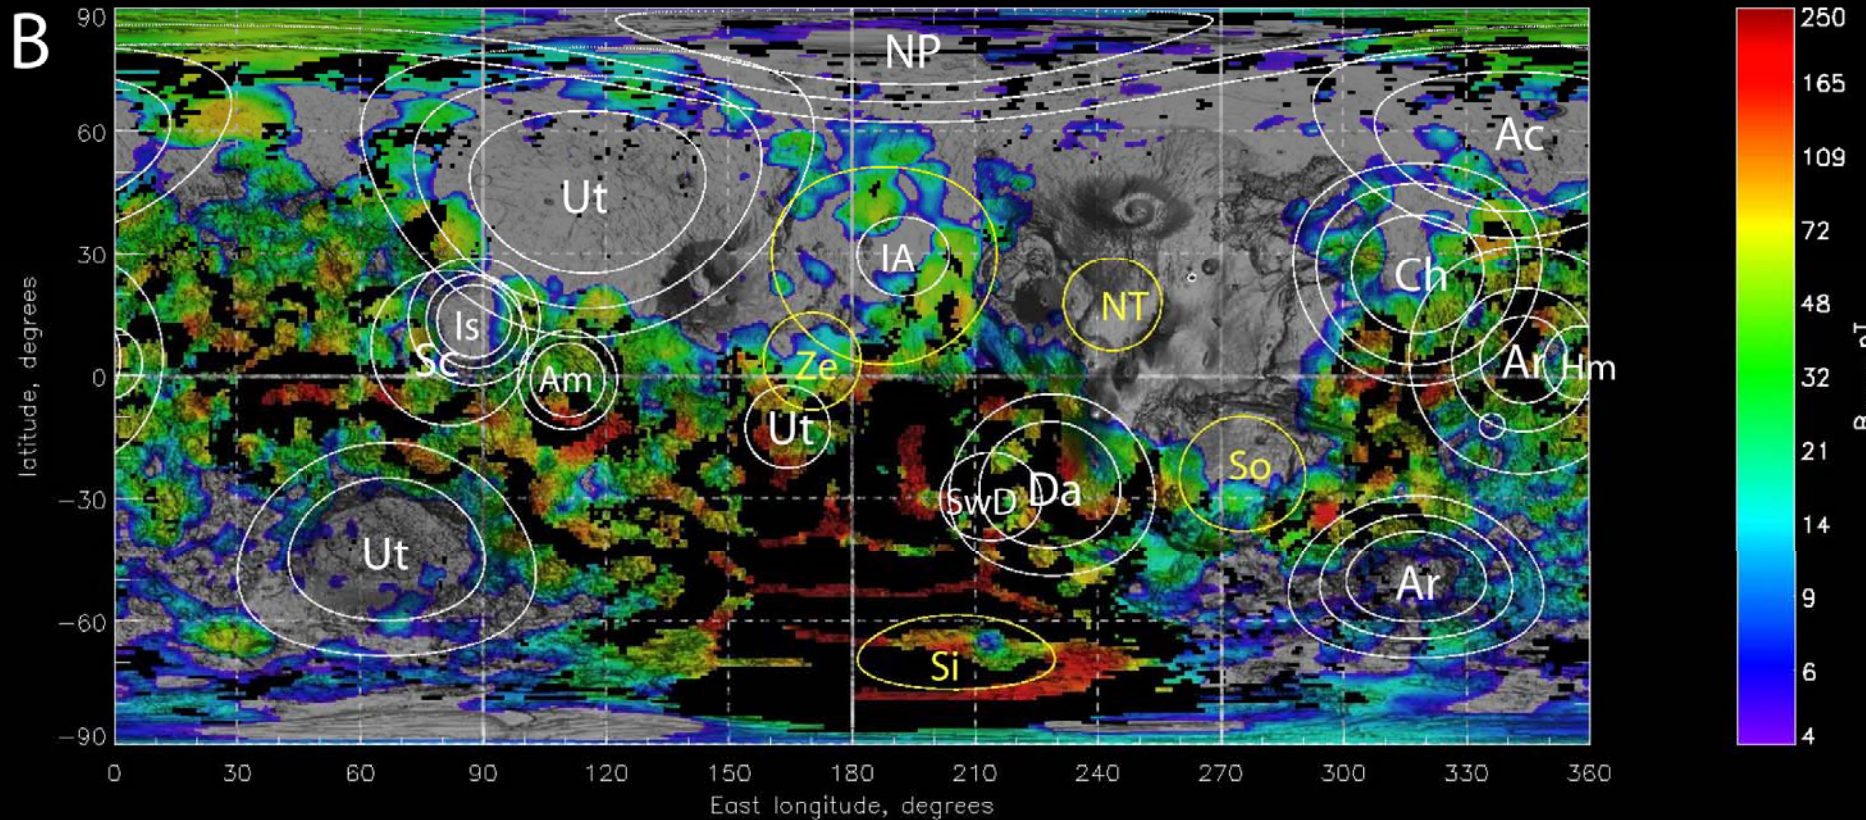 B
90
60
30
0
−30
−60
−90
latitude, degrees
NP
Ut
Ac
IA
NT
Ch
Is
Sc
Am
Ze
Ar
Hm
Ut
So
SwD
Da
Ut
Ar
Si
0 30 60 90 120 150 180 210 240 270 300 330 360
East longitude, degrees
250
165
109
72
48
32
21
14
9
6
4